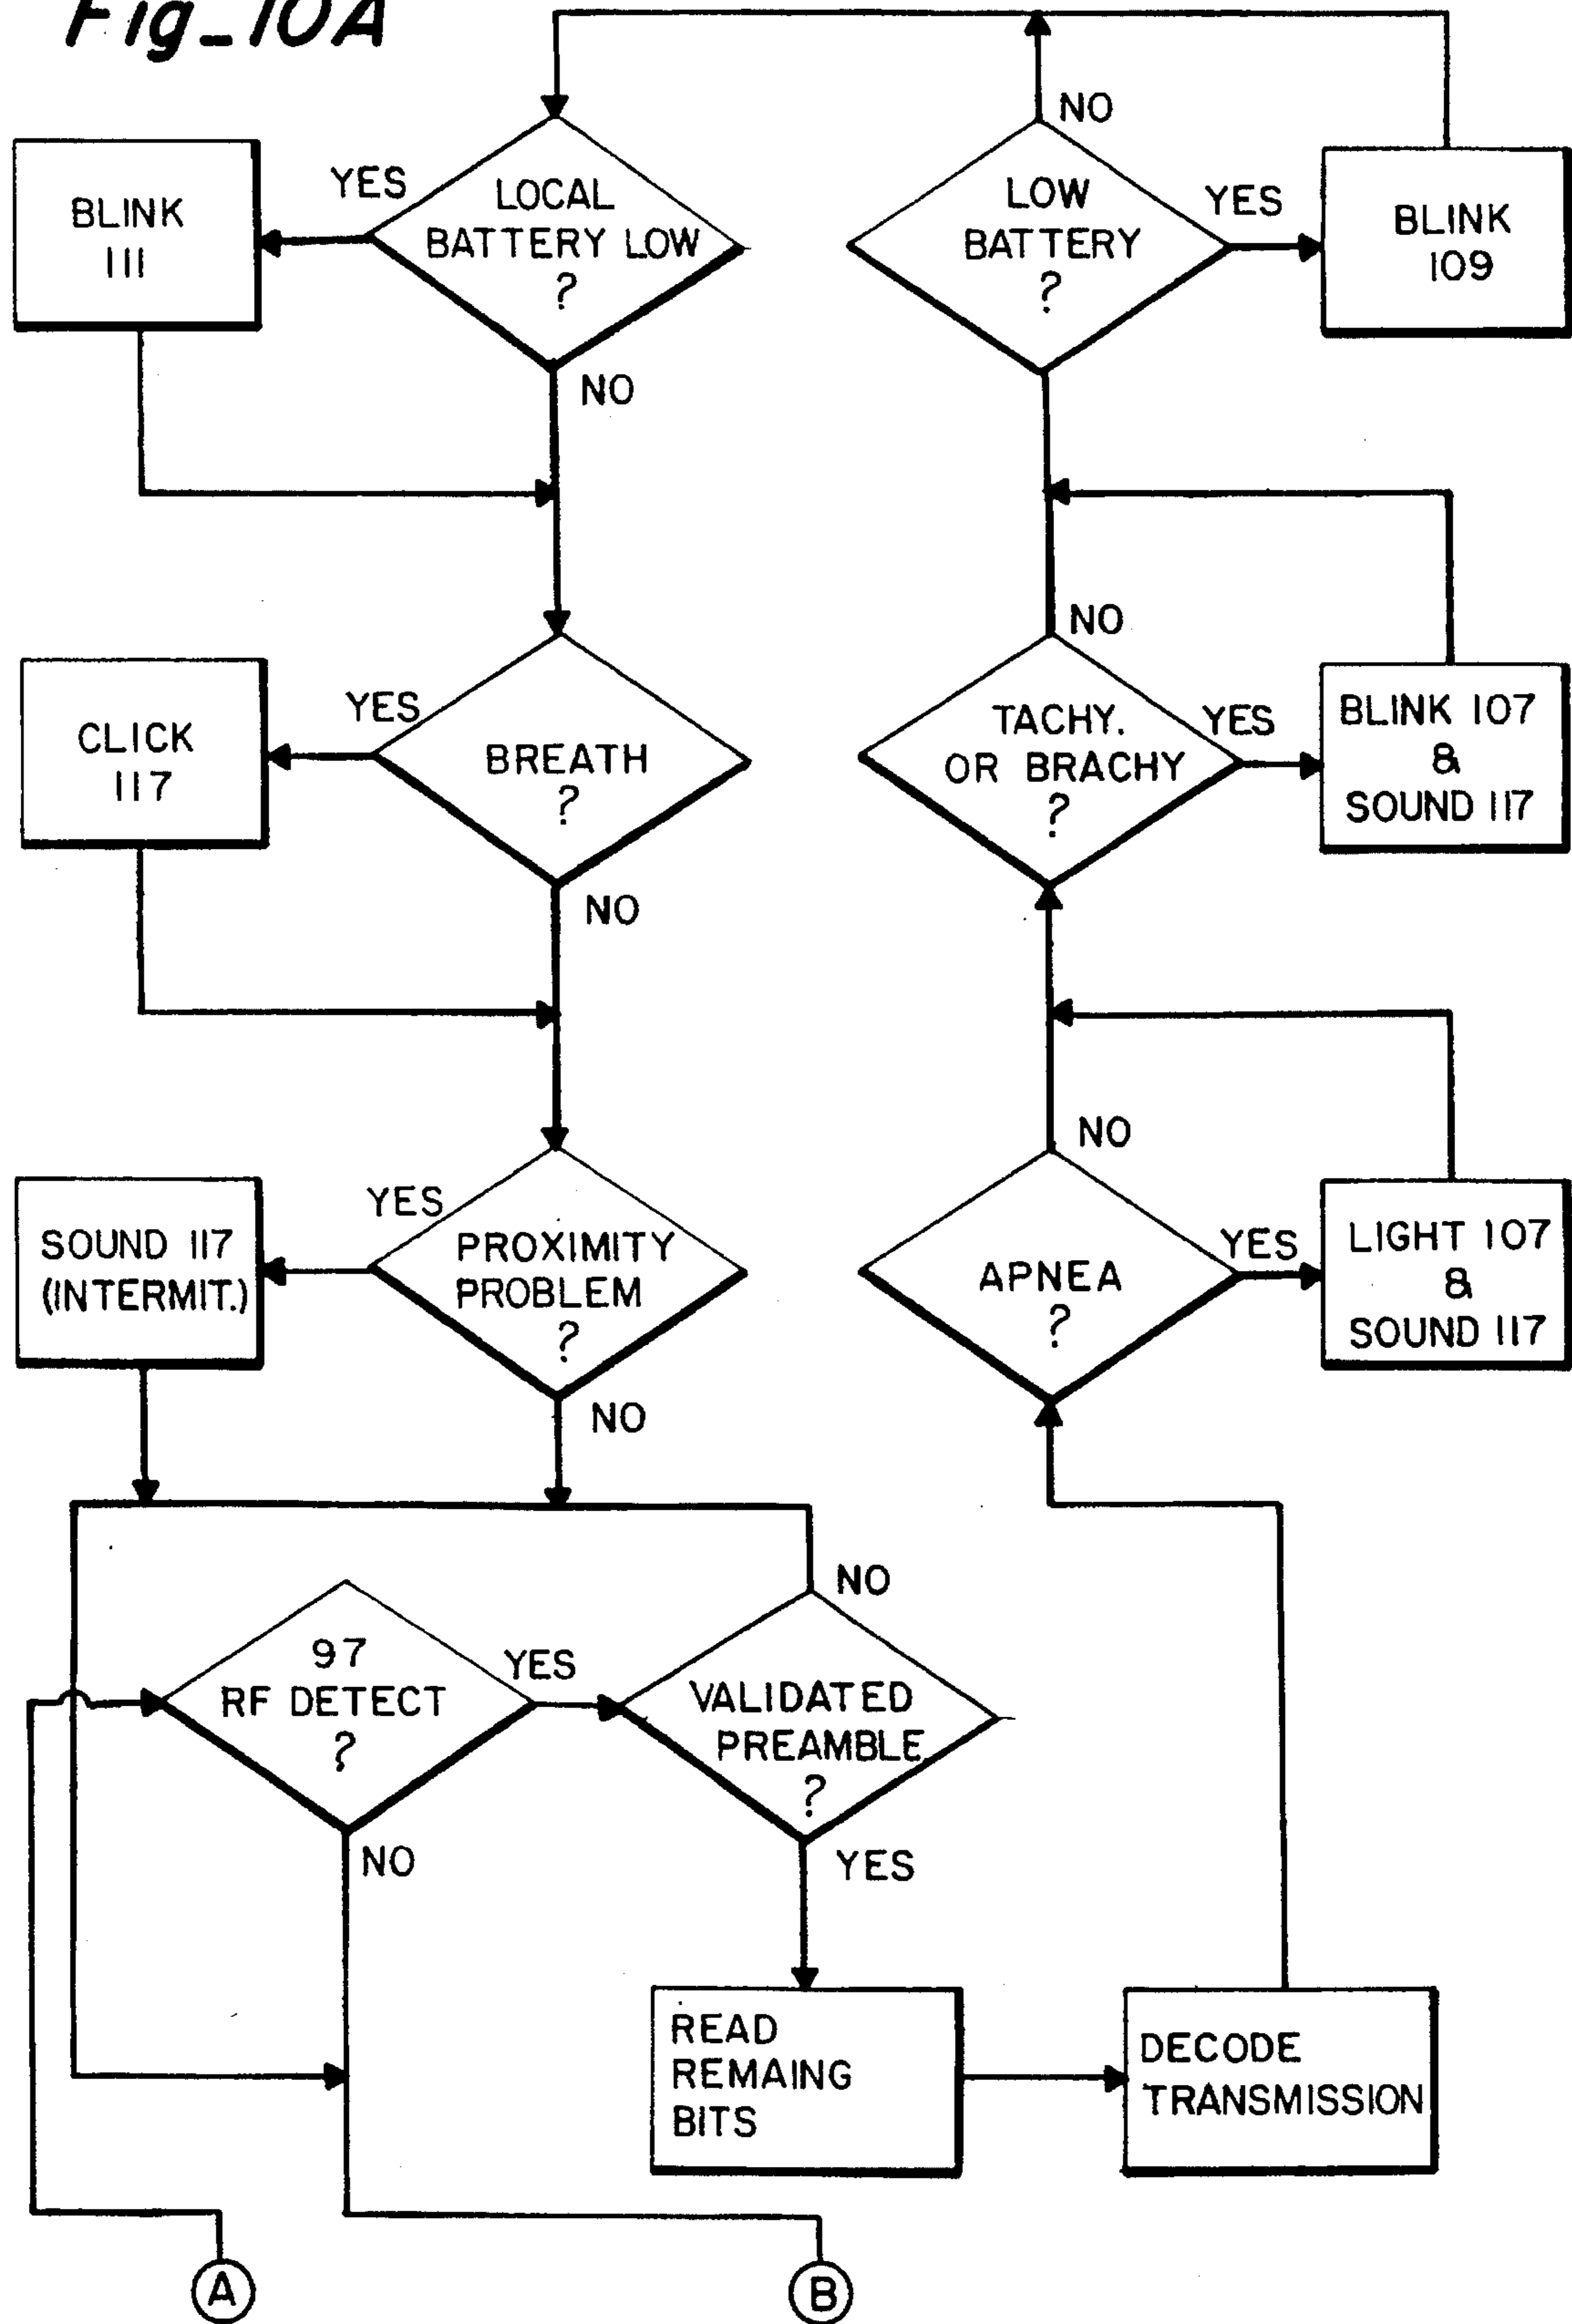 Fig_10A
NO
YES
LOCAL
BATTERY LOW
?
BLINK
111
NO
LOW
BATTERY
?
YES
BLINK
109
YES
BREATH
?
CLICK
117
NO
NO
TACHY.
OR BRACHY
?
YES
BLINK 107
&
SOUND 117
YES
PROXIMITY
PROBLEM
?
SOUND 117
(INTERMIT.)
NO
NO
APNEA
?
YES
LIGHT 107
&
SOUND 117
97
RF DETECT
?
YES
NO
NO
VALIDATED
PREAMBLE
?
YES
READ
REMAING
BITS
DECODE
TRANSMISSION
A
B